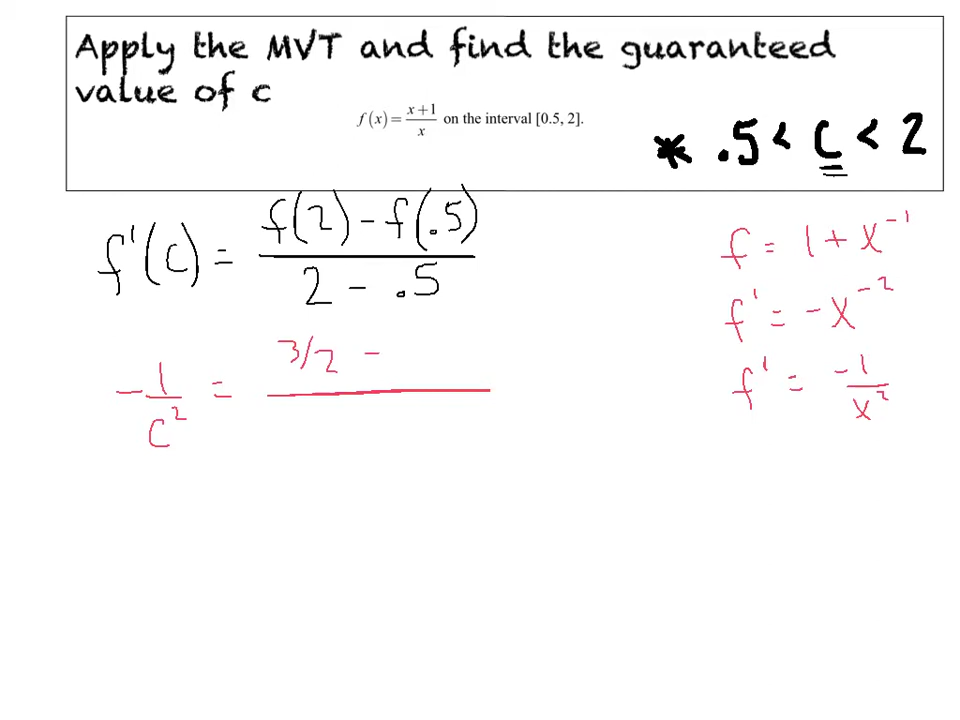 Apply the MVT and find the guaranteed
value of c
f(x) = (x+1)/x on the interval [0.5, 2].
* .5 < c < 2
f'(c) = (f(2) - f(.5))/(2 - .5)
f = 1 + x^-1
f' = -x^-2
-1/c^2 = 3/2 -
f' = -1/x^2